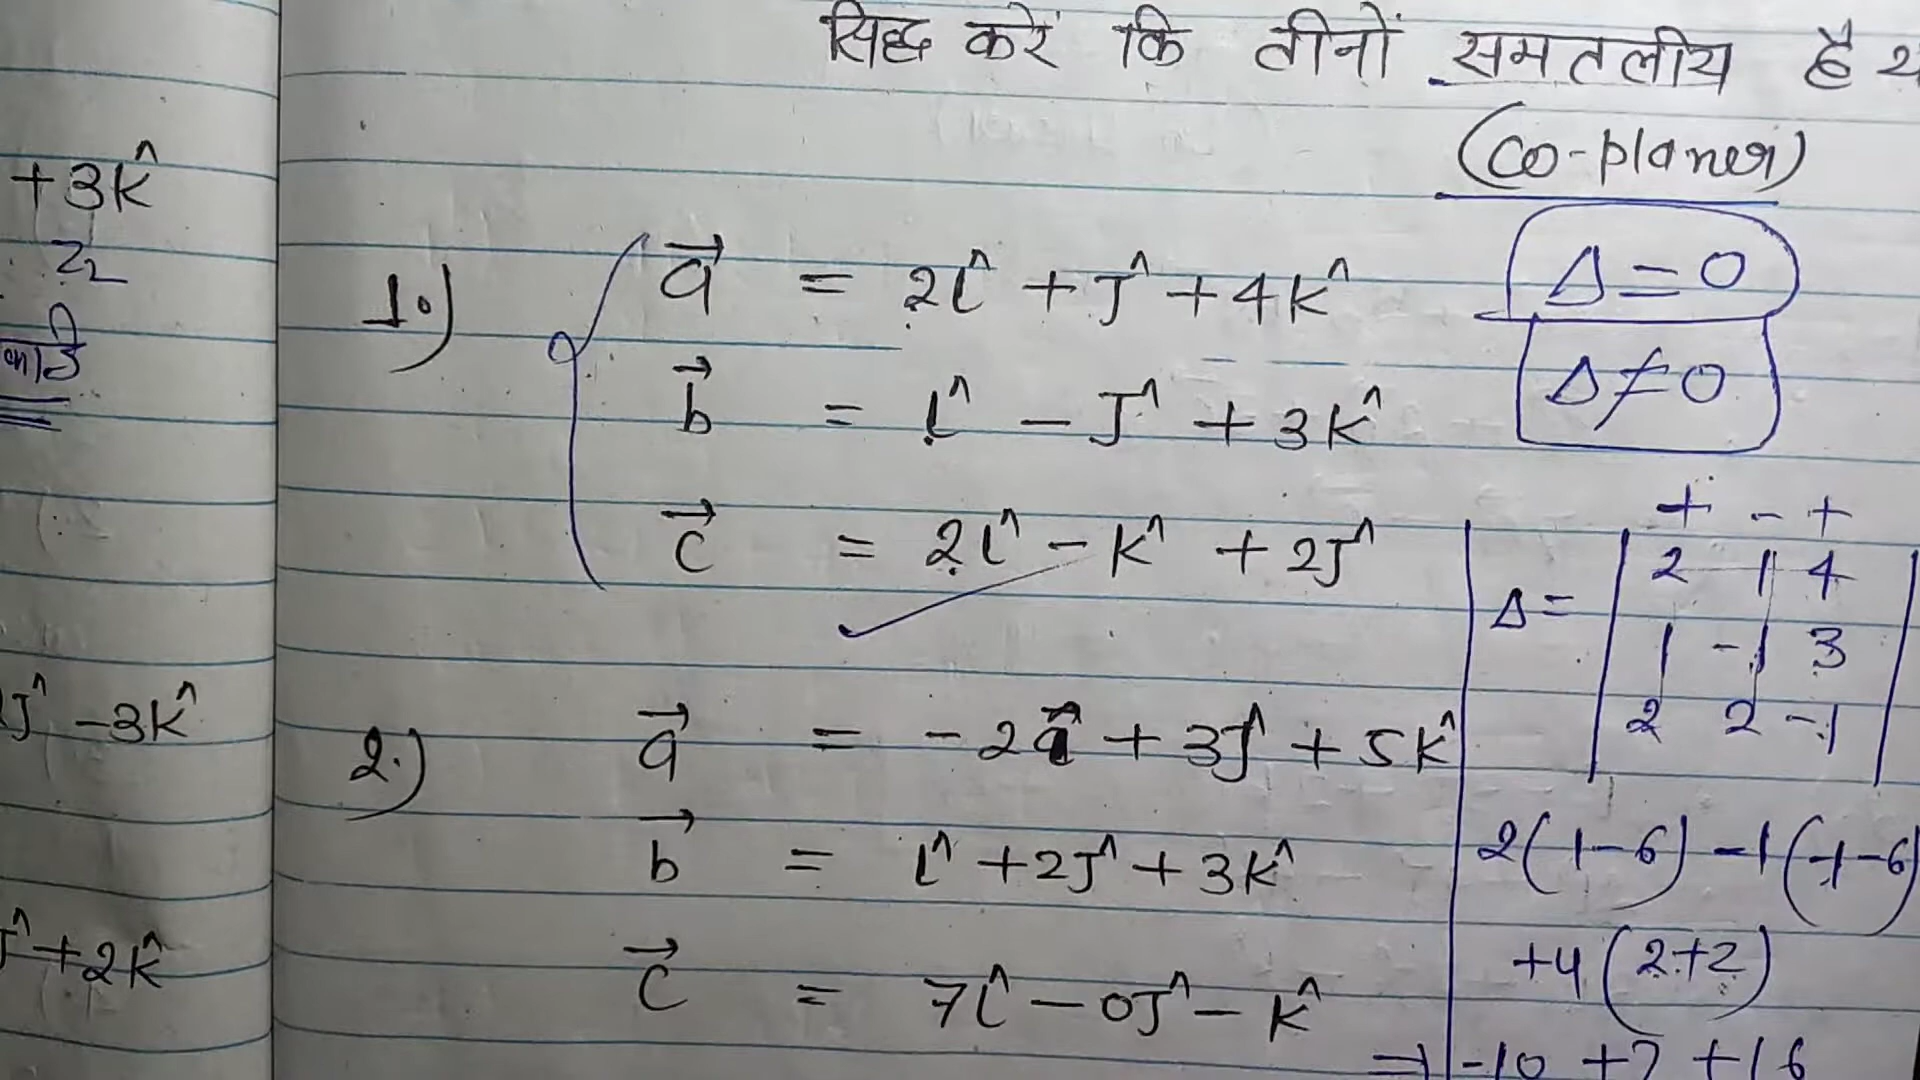 सिद्ध करें कि तीनों समतलीय है
(co-planer)
+3k̂
z₂
Δ = 0
Δ ≠ 0
1.) a⃗ = 2î + ĵ + 4k̂
b⃗ = î - ĵ + 3k̂
c⃗ = 2î - k̂ + 2ĵ
+ - +
Δ =
2 1 4
1 -1 3
2 2 -1
ĵ - 3k̂
2.) a⃗ = -2î + 3ĵ + 5k̂
b⃗ = î + 2ĵ + 3k̂
c⃗ = 7î - 0ĵ - k̂
ĵ + 2k̂
2(1-6) -1(-1-6)
+4(2+2)
⇒ -10 +7 +16